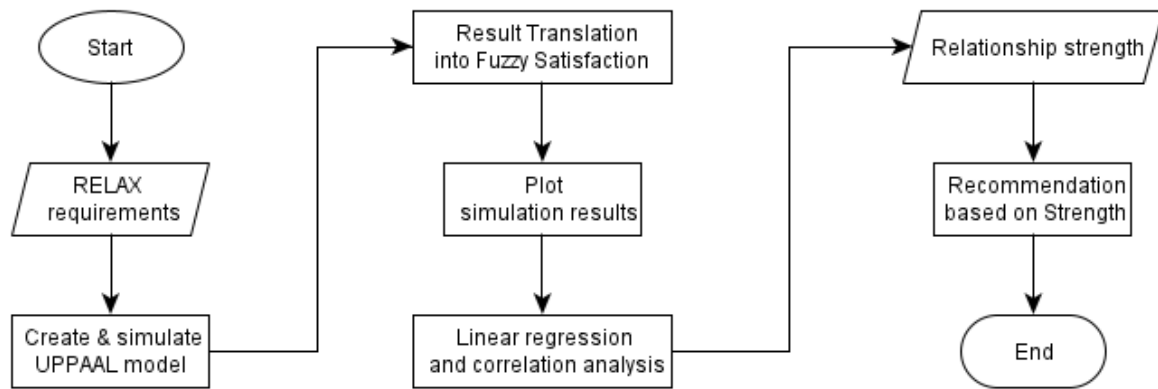 Start
RELAX
requirements
Create & simulate
UPPAAL model
Result Translation
into Fuzzy Satisfaction
Plot
simulation results
Linear regression
and correlation analysis
Relationship strength
Recommendation
based on Strength
End